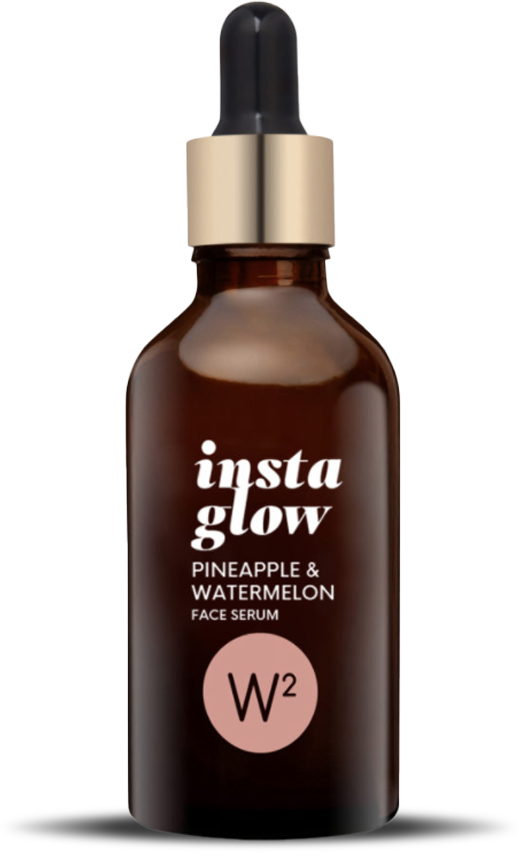 insta
glow
PINEAPPLE &
WATERMELON
FACE SERUM
W²